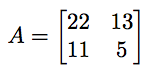 A = [22 13
11 5]